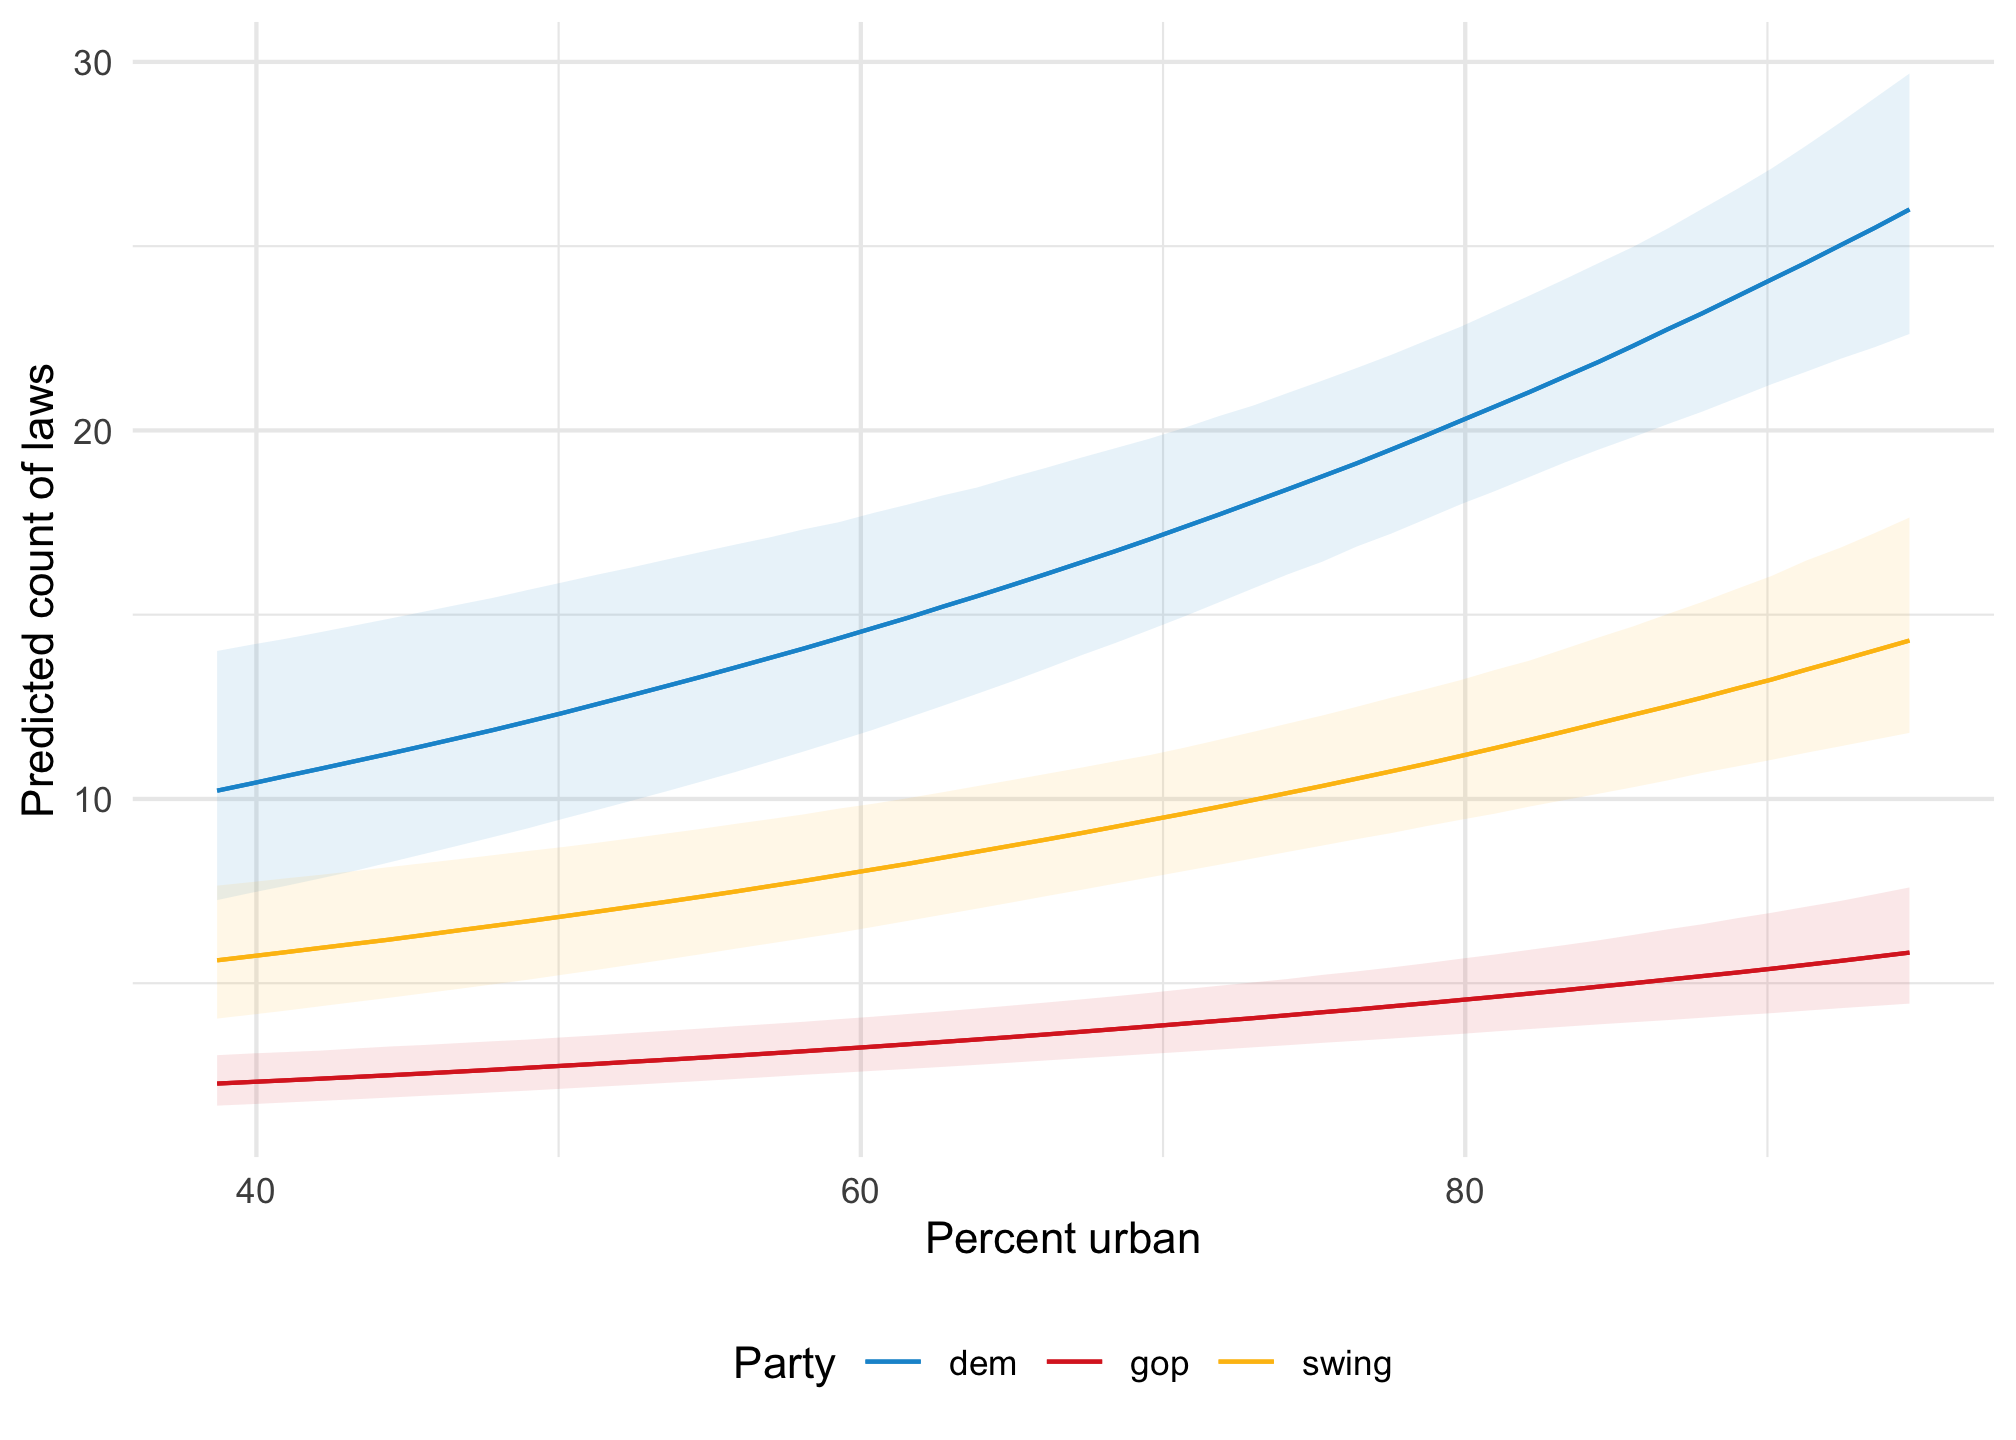 30
20
10
Predicted count of laws
40 60 80
Percent urban
Party dem gop swing